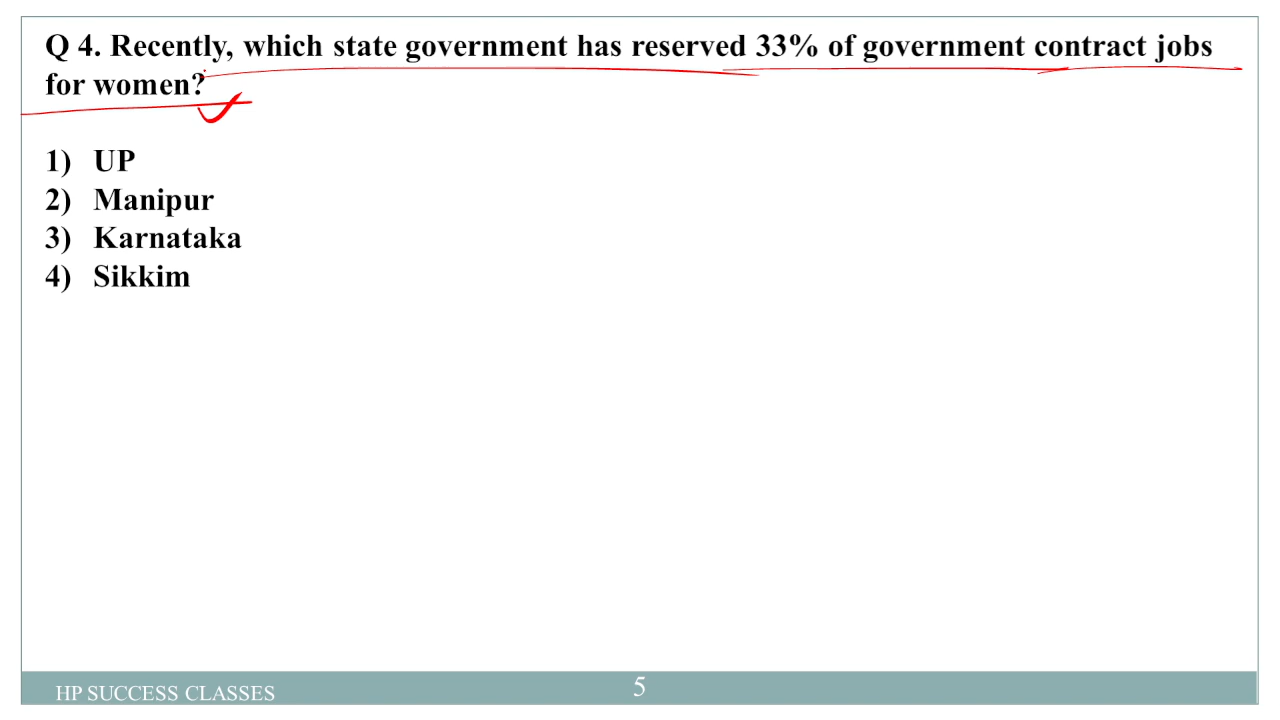 Q 4. Recently, which state government has reserved 33% of government contract jobs
for women?
1) UP
2) Manipur
3) Karnataka
4) Sikkim
HP SUCCESS CLASSES
5